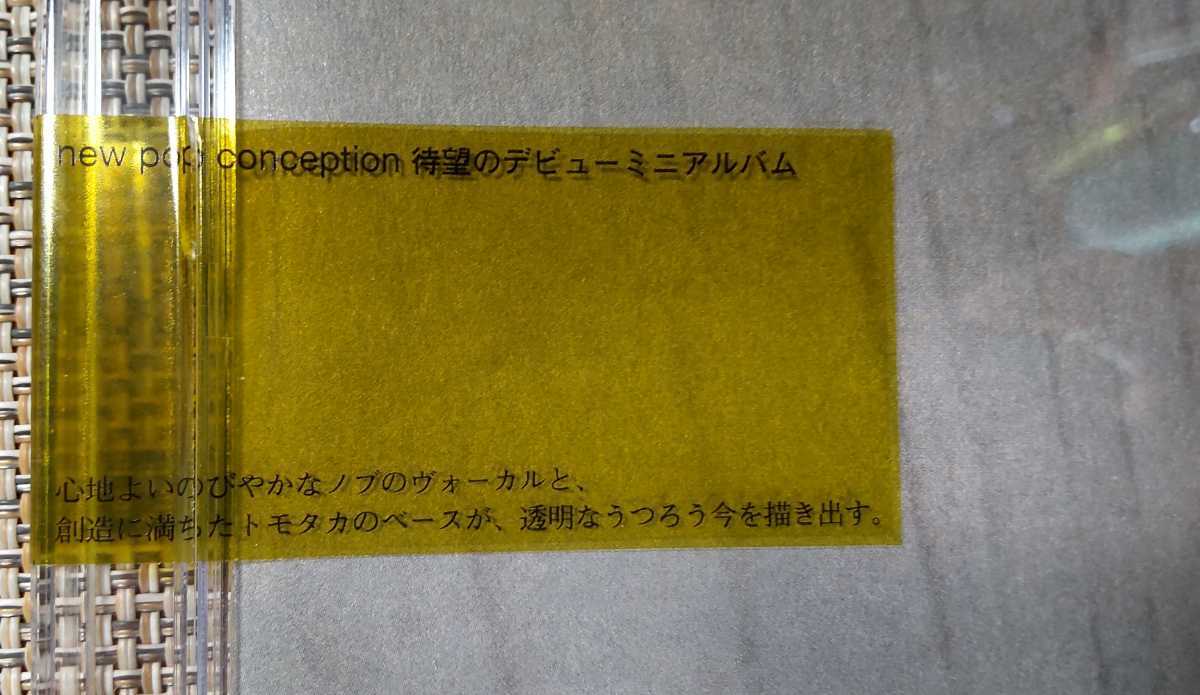 new pop conception 待望のデビューミニアルバム
心地よいのびやかなノブのヴォーカルと、
創造に満ちたトモタカのベースが、透明なうつろう今を描き出す。